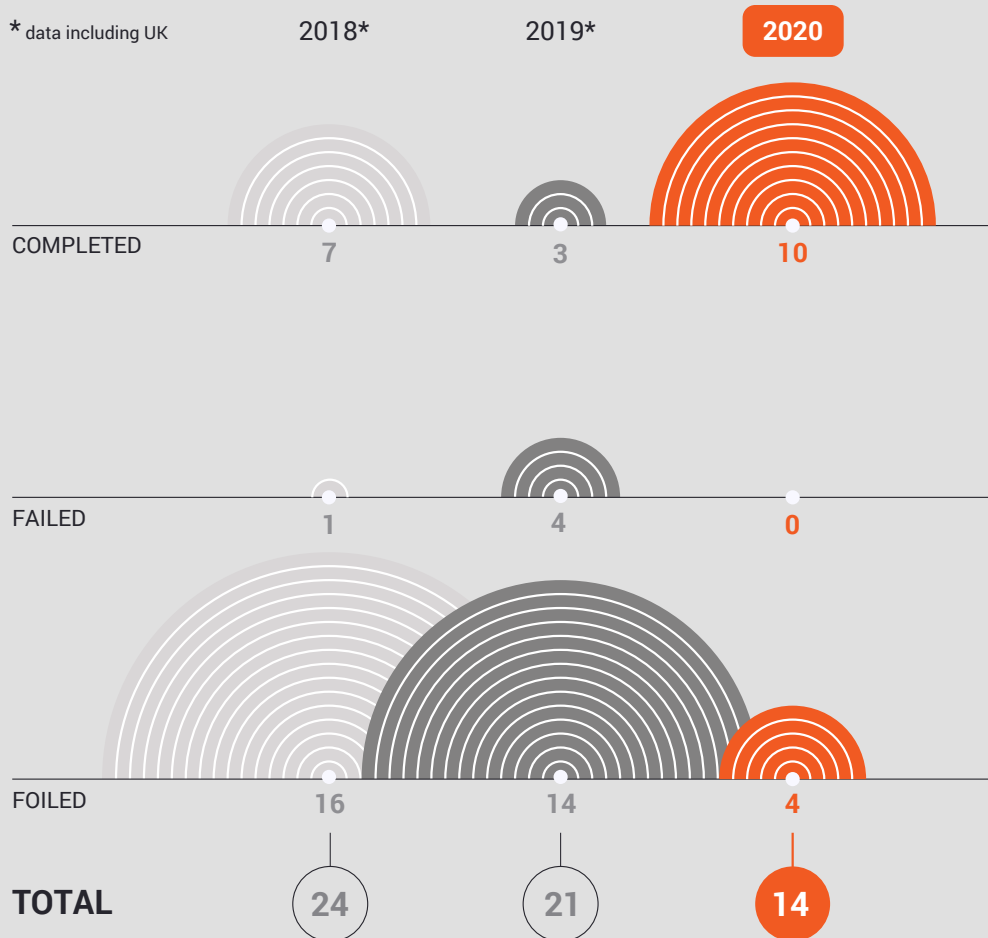 * data including UK 2018* 2019* 2020
COMPLETED 7 3 10
FAILED 1 4 0
FOILED 16 14 4
TOTAL 24 21 14